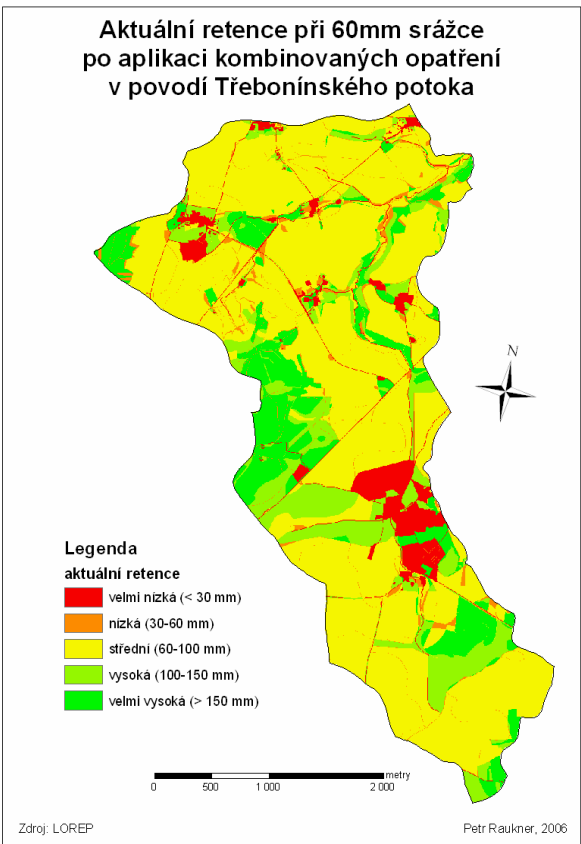 Aktuální retence při 60mm srážce
po aplikaci kombinovaných opatření
v povodí Třebonínského potoka
N
Legenda
aktuální retence
velmi nízká (< 30 mm)
nízká (30-60 mm)
střední (60-100 mm)
vysoká (100-150 mm)
velmi vysoká (> 150 mm)
metry
0 500 1 000 2 000
Zdroj: LOREP Petr Raukner, 2006